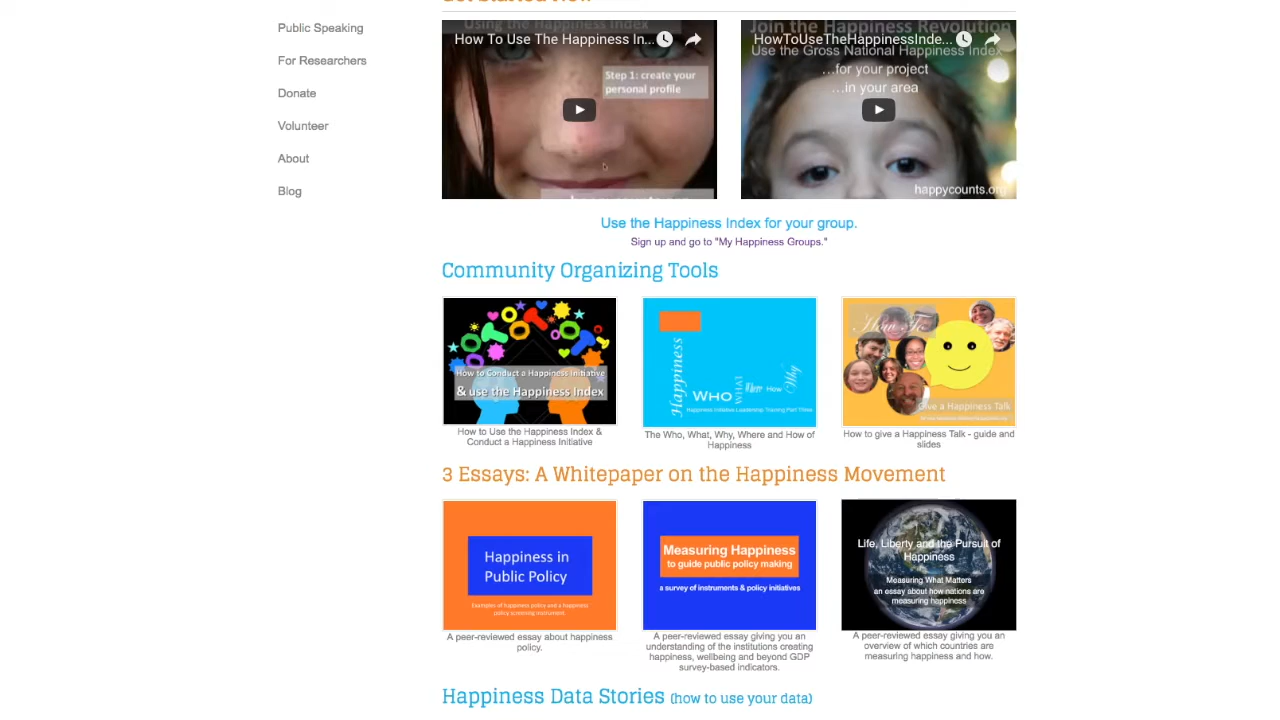 Get Started Now
Public Speaking
For Researchers
Donate
Volunteer
About
Blog
Using the Happiness Index
How To Use The Happiness In...
Step 1: create your
personal profile
Join the Happiness Revolution
HowToUseTheHappinessInde...
Use the Gross National Happiness Index
...for your project
...in your area
happycounts.org
Use the Happiness Index for your group.
Sign up and go to "My Happiness Groups."
Community Organizing Tools
How to Conduct a Happiness Initiative
& use the Happiness Index
How to Use the Happiness Index &
Conduct a Happiness Initiative
Happiness
WHO
WHAT
Where
How
Why
Happiness Initiative Leadership Training Part Three
The Who, What, Why, Where and How of
Happiness
How To
Give a Happiness Talk
How to give a Happiness Talk - guide and
slides
3 Essays: A Whitepaper on the Happiness Movement
Happiness in
Public Policy
Examples of happiness policy and a happiness
policy screening instrument
A peer-reviewed essay about happiness
policy.
Measuring Happiness
to guide public policy making
a survey of instruments & policy initiatives
A peer-reviewed essay giving you an
understanding of the institutions creating
happiness, wellbeing and beyond GDP
survey-based indicators.
Life, Liberty and the Pursuit of
Happiness
Measuring What Matters
an essay about how nations are
measuring happiness
A peer-reviewed essay giving you an
overview of which countries are
measuring happiness and how.
Happiness Data Stories (how to use your data)